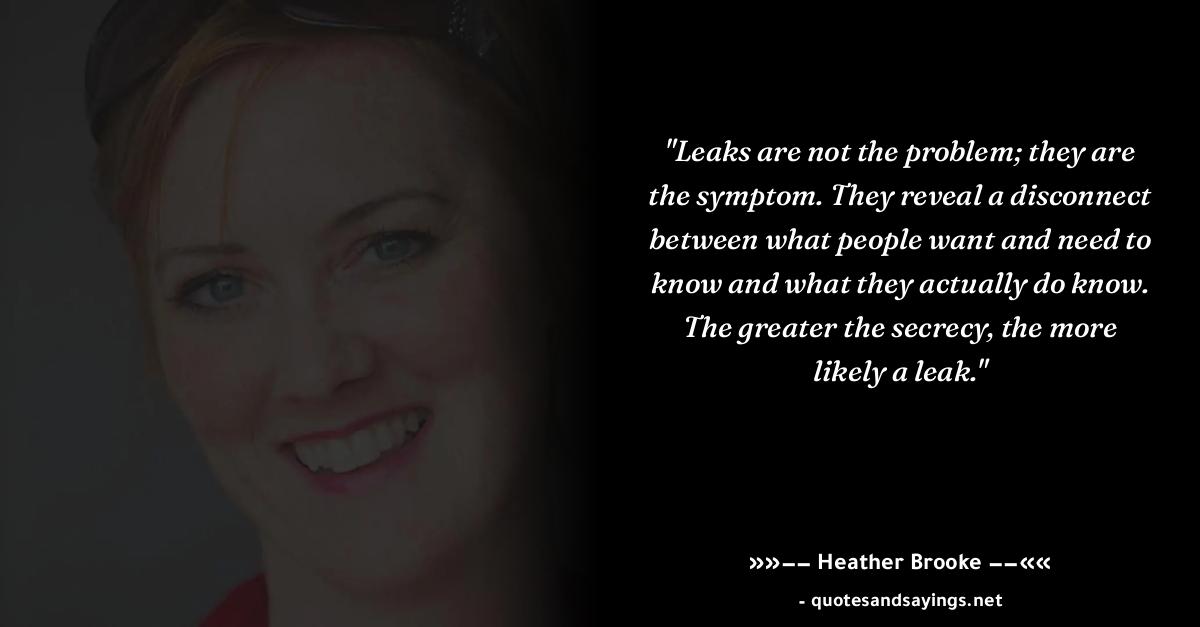 "Leaks are not the problem; they are
the symptom. They reveal a disconnect
between what people want and need to
know and what they actually do know.
The greater the secrecy, the more
likely a leak."
»»−− Heather Brooke −−««
- quotesandsayings.net